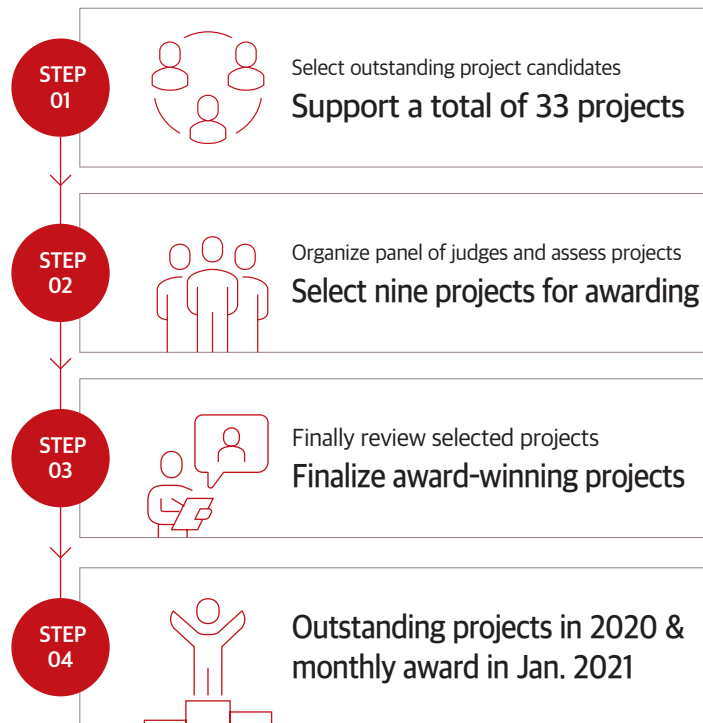 STEP
01
Select outstanding project candidates
Support a total of 33 projects
STEP
02
Organize panel of judges and assess projects
Select nine projects for awarding
STEP
03
Finally review selected projects
Finalize award-winning projects
STEP
04
Outstanding projects in 2020 &
monthly award in Jan. 2021